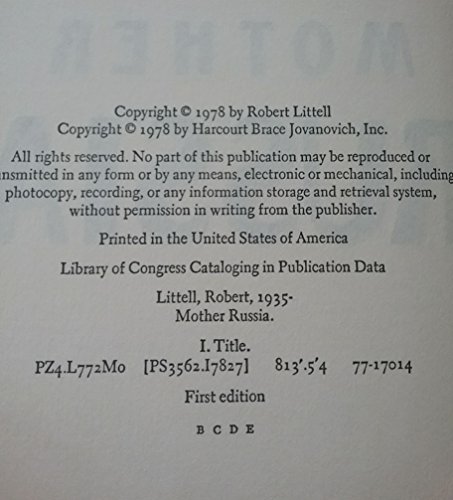 MOTHER
Copyright © 1978 by Robert Littell
Copyright © 1978 by Harcourt Brace Jovanovich, Inc.
All rights reserved. No part of this publication may be reproduced or
nsmitted in any form or by any means, electronic or mechanical, including
photocopy, recording, or any information storage and retrieval system,
without permission in writing from the publisher.
Printed in the United States of America
Library of Congress Cataloging in Publication Data
Littell, Robert, 1935-
Mother Russia.
I. Title.
PZ4.L772Mo [PS3562.I7827] 813'.5'4 77-17014
First edition
B C D E